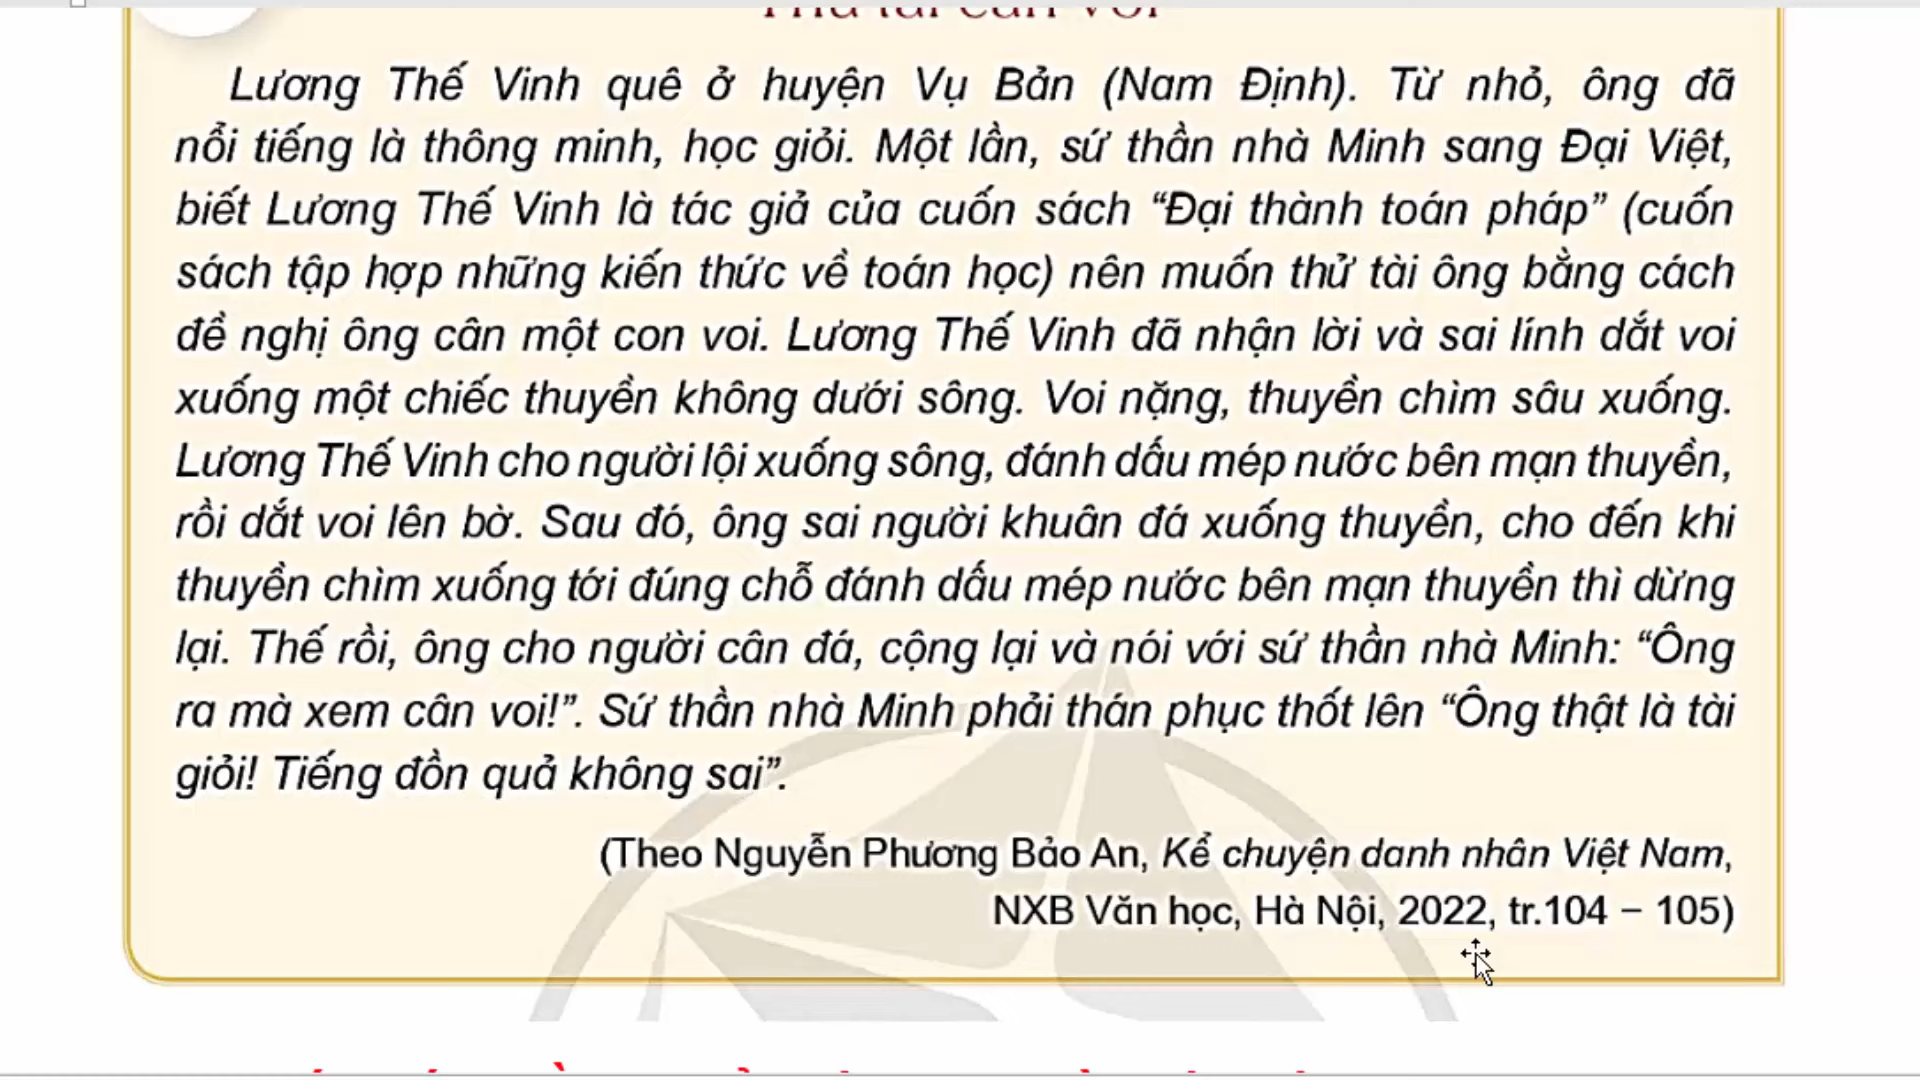 Lương Thế Vinh quê ở huyện Vụ Bản (Nam Định). Từ nhỏ, ông đã
nổi tiếng là thông minh, học giỏi. Một lần, sứ thần nhà Minh sang Đại Việt,
biết Lương Thế Vinh là tác giả của cuốn sách “Đại thành toán pháp” (cuốn
sách tập hợp những kiến thức về toán học) nên muốn thử tài ông bằng cách
đề nghị ông cân một con voi. Lương Thế Vinh đã nhận lời và sai lính dắt voi
xuống một chiếc thuyền không dưới sông. Voi nặng, thuyền chìm sâu xuống.
Lương Thế Vinh cho người lội xuống sông, đánh dấu mép nước bên mạn thuyền,
rồi dắt voi lên bờ. Sau đó, ông sai người khuân đá xuống thuyền, cho đến khi
thuyền chìm xuống tới đúng chỗ đánh dấu mép nước bên mạn thuyền thì dừng
lại. Thế rồi, ông cho người cân đá, cộng lại và nói với sứ thần nhà Minh: “Ông
ra mà xem cân voi!”. Sứ thần nhà Minh phải thán phục thốt lên “Ông thật là tài
giỏi! Tiếng đồn quả không sai”.
(Theo Nguyễn Phương Bảo An, Kể chuyện danh nhân Việt Nam,
NXB Văn học, Hà Nội, 2022, tr.104 – 105)